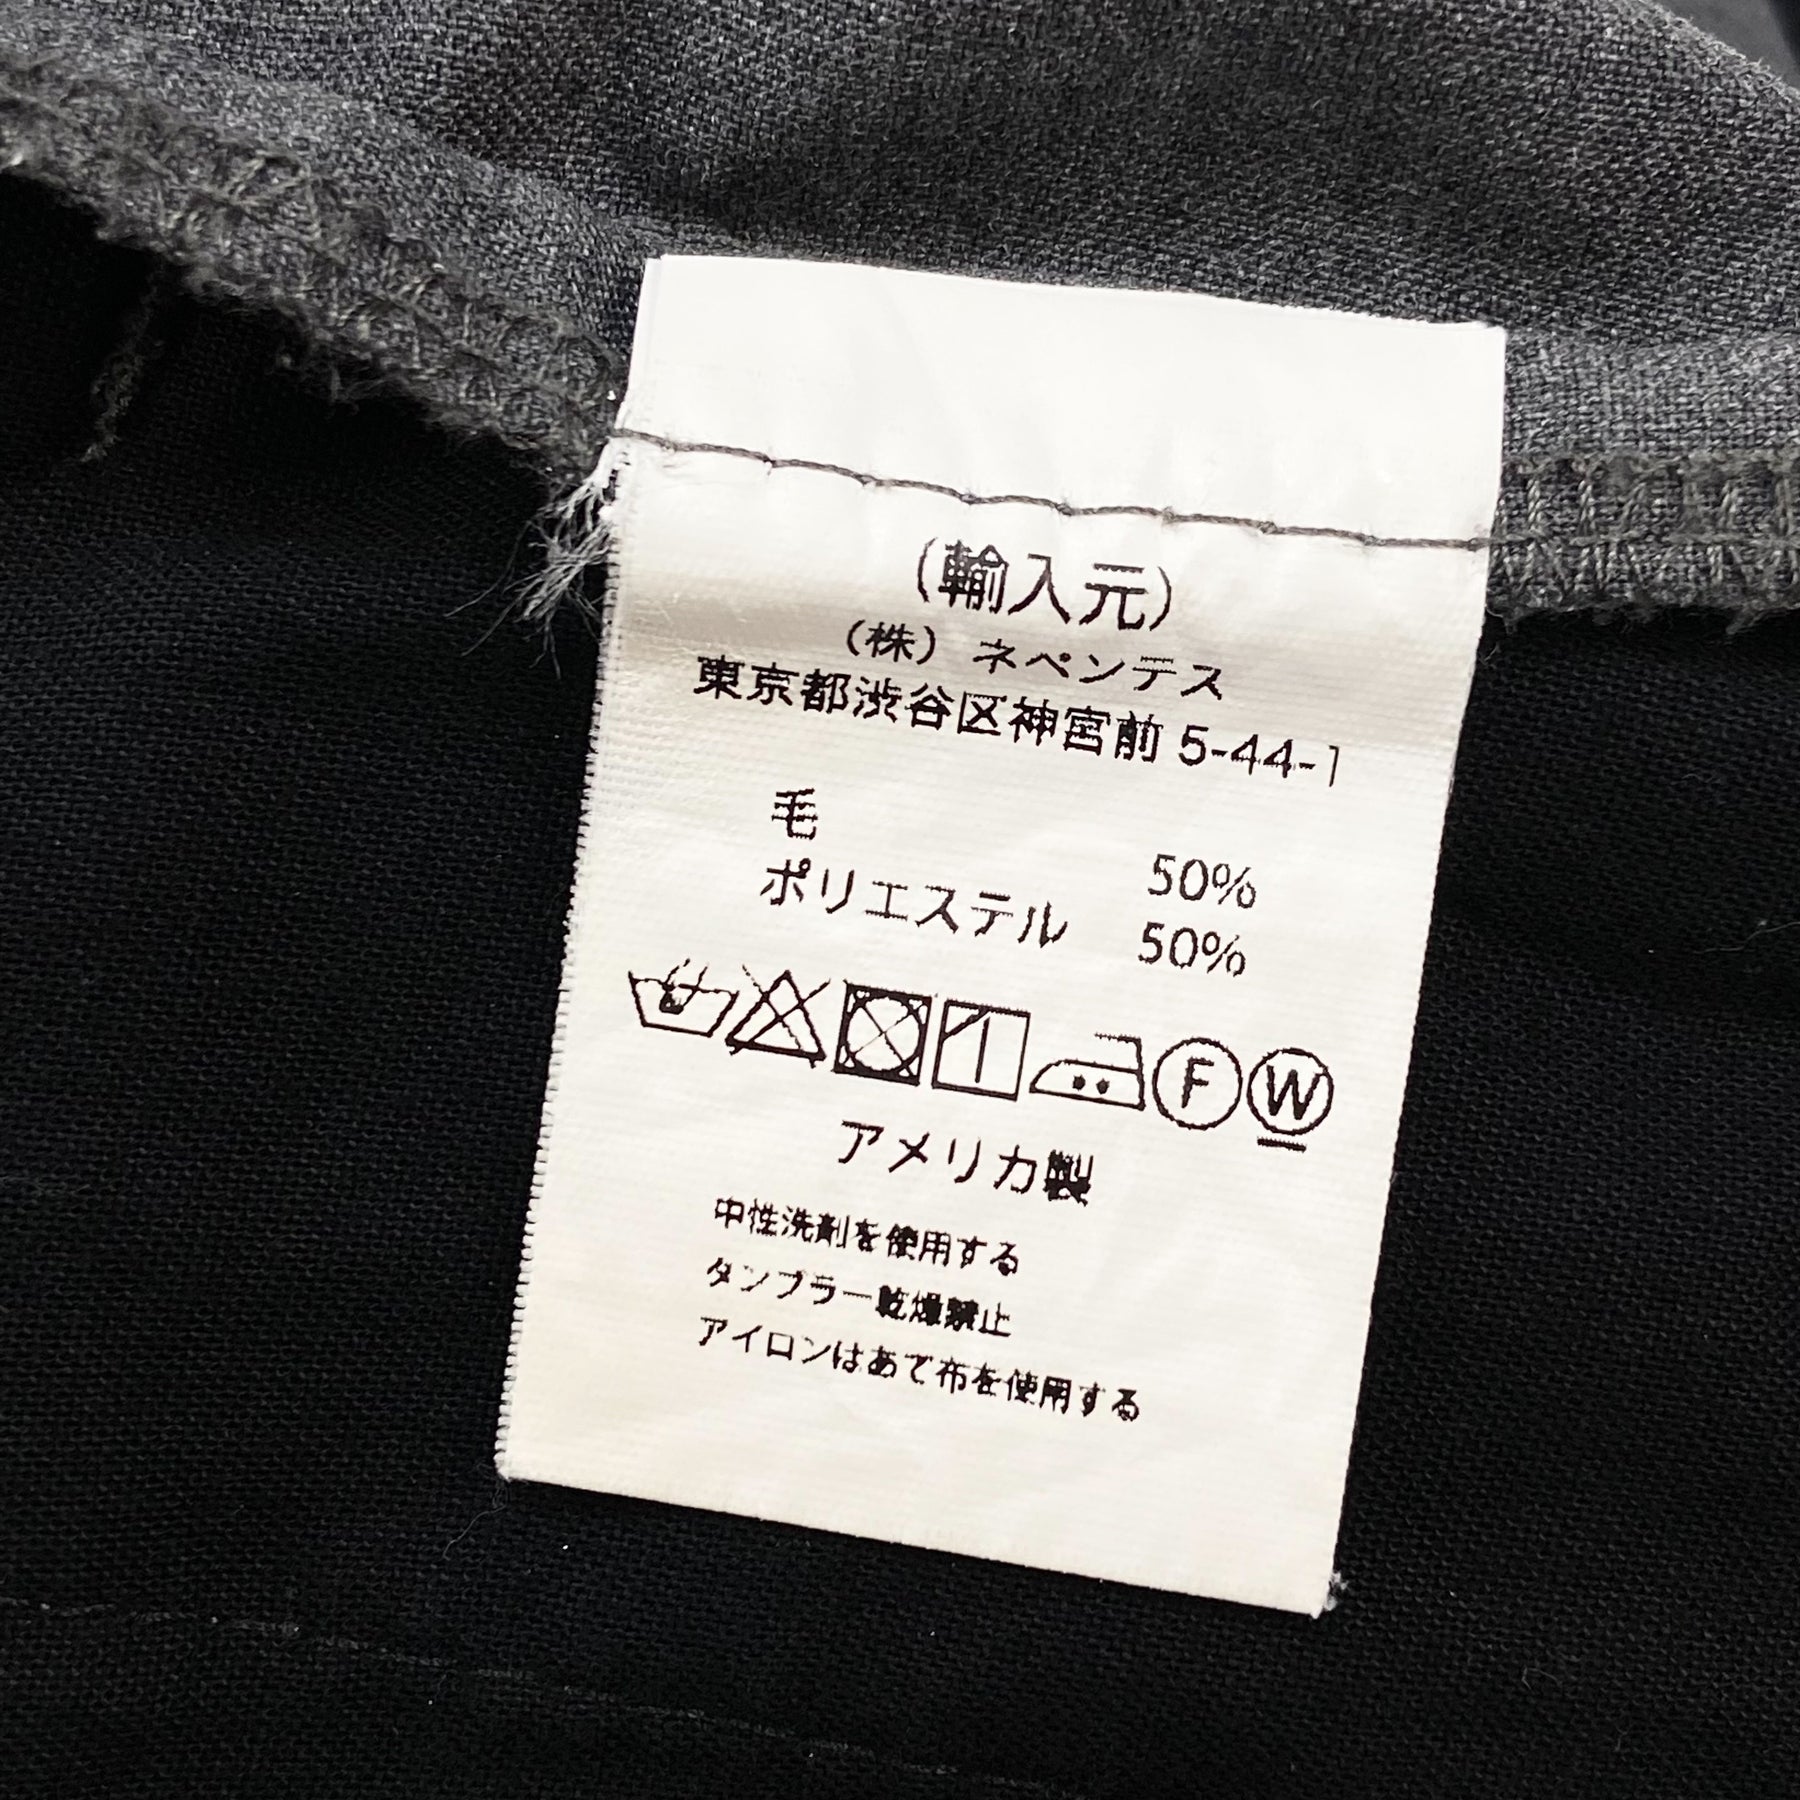 (輸入元)
(株) ネペンテス
東京都渋谷区神宮前 5-44-1
毛 50%
ポリエステル 50%
F W
アメリカ製
中性洗剤を使用する
タンブラー乾燥禁止
アイロンはあて布を使用する